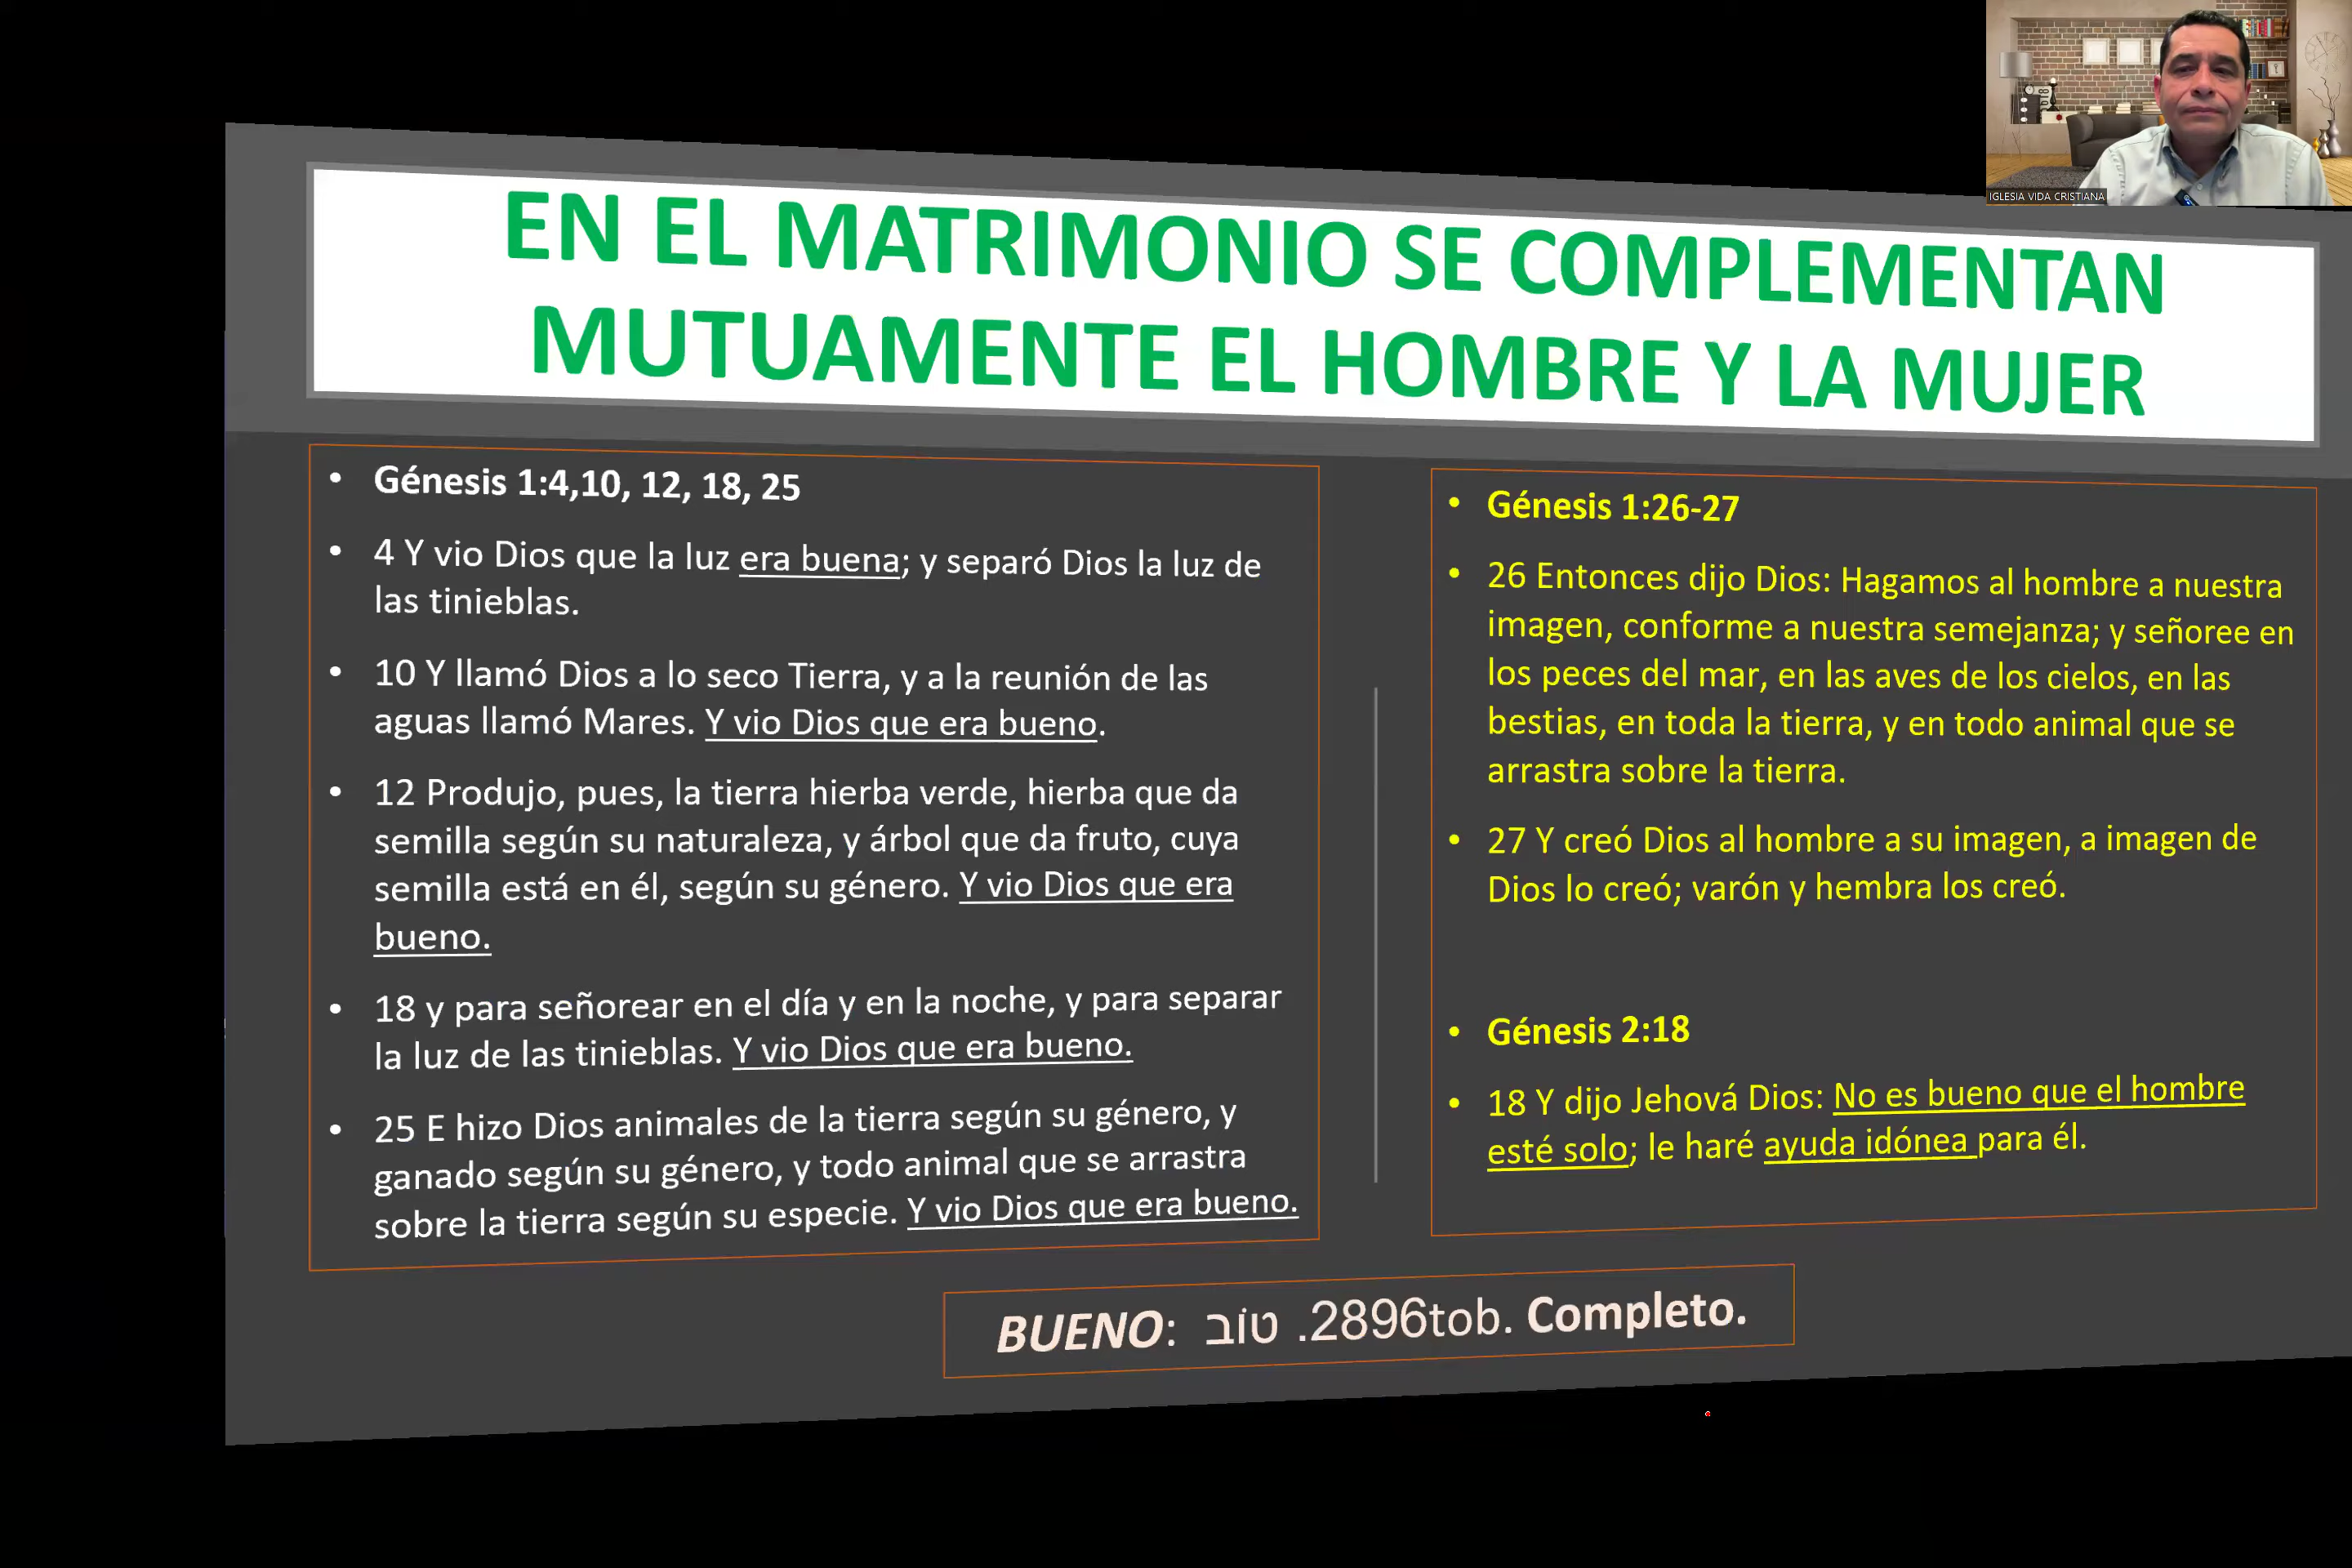 IGLESIA VIDA CRISTIANA
EN EL MATRIMONIO SE COMPLEMENTAN
MUTUAMENTE EL HOMBRE Y LA MUJER
• Génesis 1:4,10, 12, 18, 25
• 4 Y vio Dios que la luz era buena; y separó Dios la luz de
las tinieblas.
• 10 Y llamó Dios a lo seco Tierra, y a la reunión de las
aguas llamó Mares. Y vio Dios que era bueno.
• 12 Produjo, pues, la tierra hierba verde, hierba que da
semilla según su naturaleza, y árbol que da fruto, cuya
semilla está en él, según su género. Y vio Dios que era
bueno.
• 18 y para señorear en el día y en la noche, y para separar
la luz de las tinieblas. Y vio Dios que era bueno.
• 25 E hizo Dios animales de la tierra según su género, y
ganado según su género, y todo animal que se arrastra
sobre la tierra según su especie. Y vio Dios que era bueno.
• Génesis 1:26-27
• 26 Entonces dijo Dios: Hagamos al hombre a nuestra
imagen, conforme a nuestra semejanza; y señoree en
los peces del mar, en las aves de los cielos, en las
bestias, en toda la tierra, y en todo animal que se
arrastra sobre la tierra.
• 27 Y creó Dios al hombre a su imagen, a imagen de
Dios lo creó; varón y hembra los creó.
• Génesis 2:18
• 18 Y dijo Jehová Dios: No es bueno que el hombre
esté solo; le haré ayuda idónea para él.
BUENO: טוֹב .2896tob. Completo.